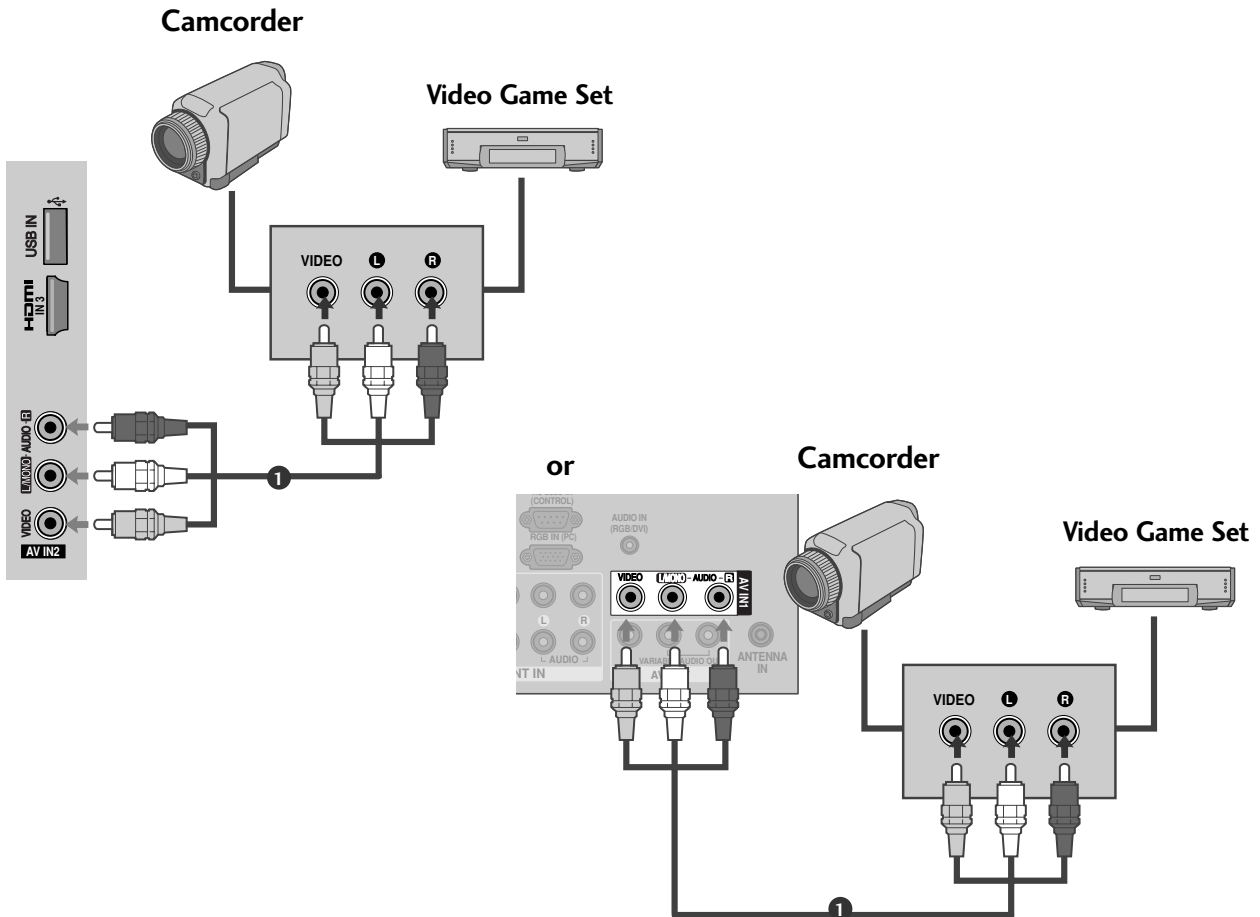 Camcorder
Video Game Set
USB IN
HDMI
IN 3
L/MONO - AUDIO - R
VIDEO
AV IN2
VIDEO L R
1
or
Camcorder
Video Game Set
(CONTROL)
RGB IN (PC)
AUDIO IN
(RGB/DVI)
VIDEO L/MONO - AUDIO - R
AV IN1
L R
AUDIO
NT IN
AUDIO
AV
ANTENNA
IN
VIDEO L R
1